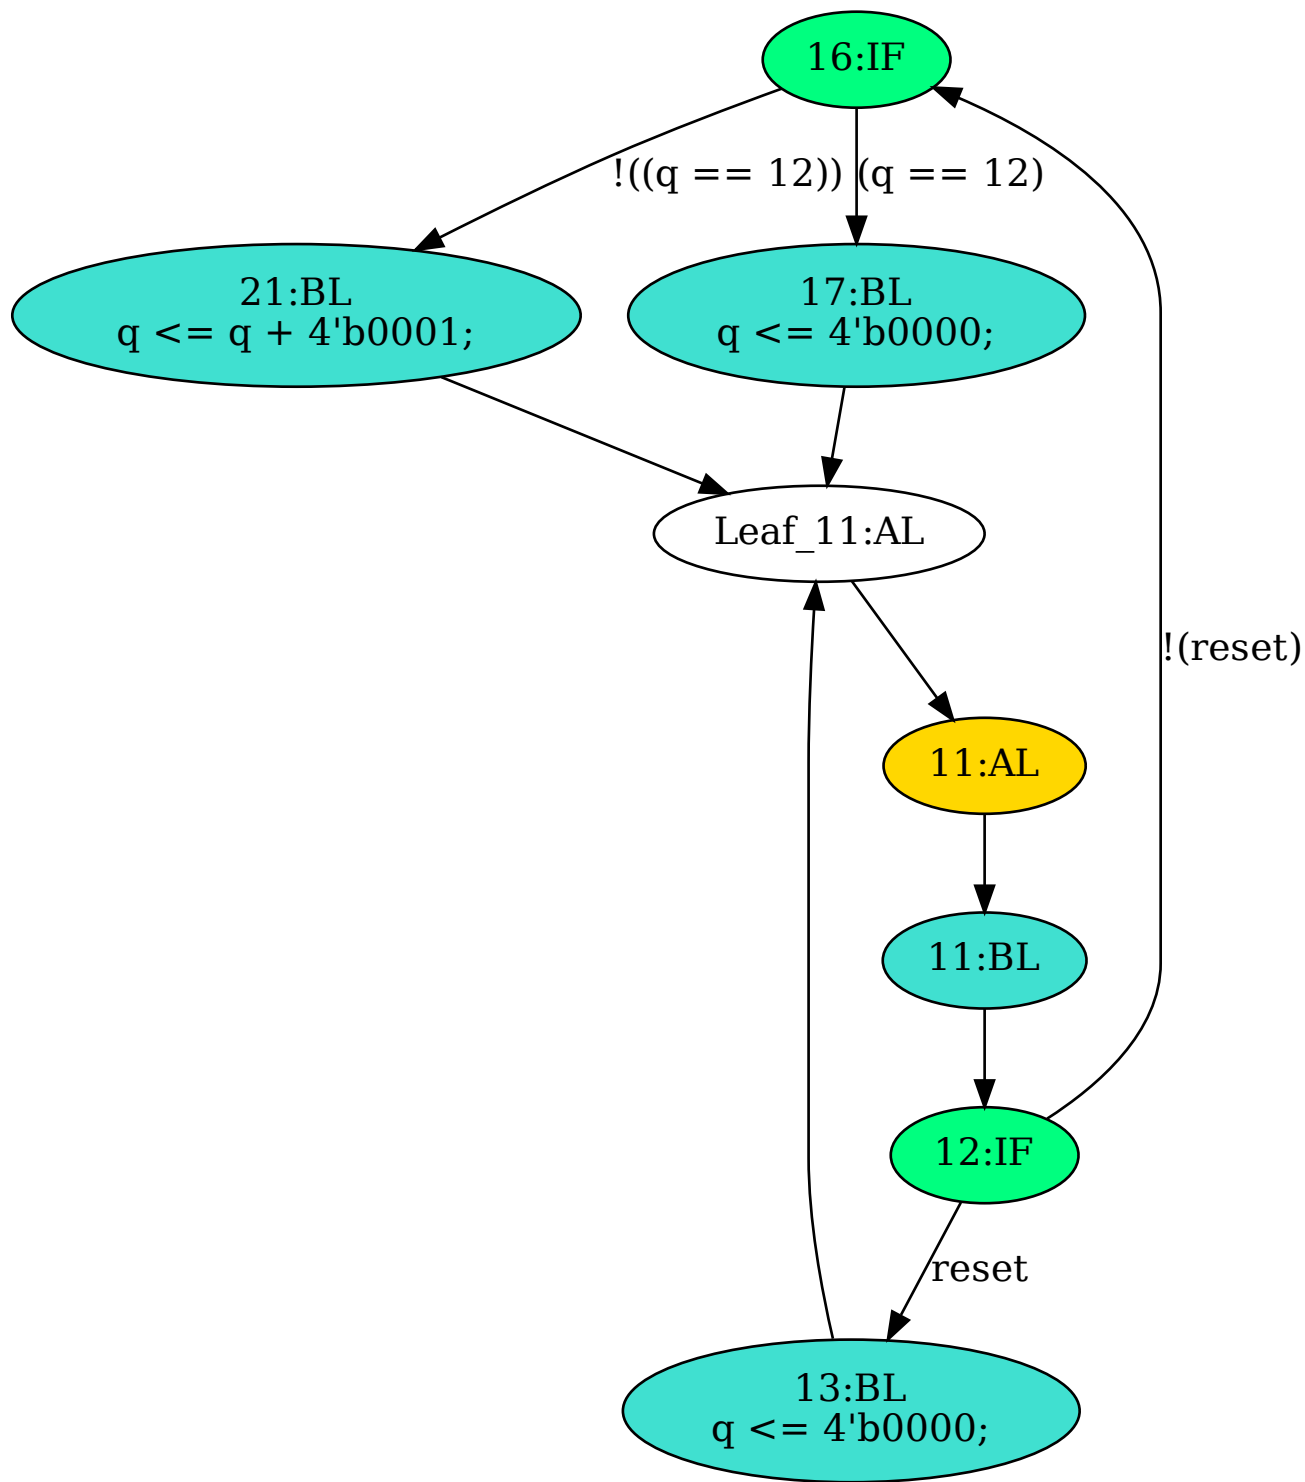 16:IF
!((q == 12))
(q == 12)
21:BL
q <= q + 4'b0001;
17:BL
q <= 4'b0000;
Leaf_11:AL
!(reset)
11:AL
11:BL
12:IF
reset
13:BL
q <= 4'b0000;